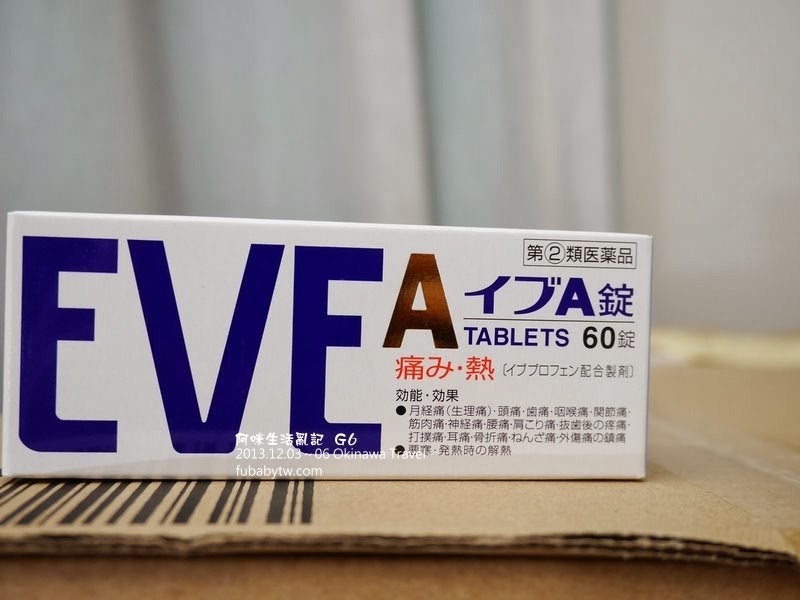 EVE A
第②類医薬品
イブA錠
TABLETS 60錠
痛み・熱 〔イブプロフェン配合製剤〕
効能・効果
●月経痛(生理痛)・頭痛・歯痛・咽喉痛・関節痛・
筋肉痛・神経痛・腰痛・肩こり痛・抜歯後の疼痛・
打撲痛・耳痛・骨折痛・ねんざ痛・外傷痛の鎮痛
●悪寒・発熱時の解熱
阿咪生活亂記 G6
2013.12.03~06 Okinawa Travel
fubabytw.com